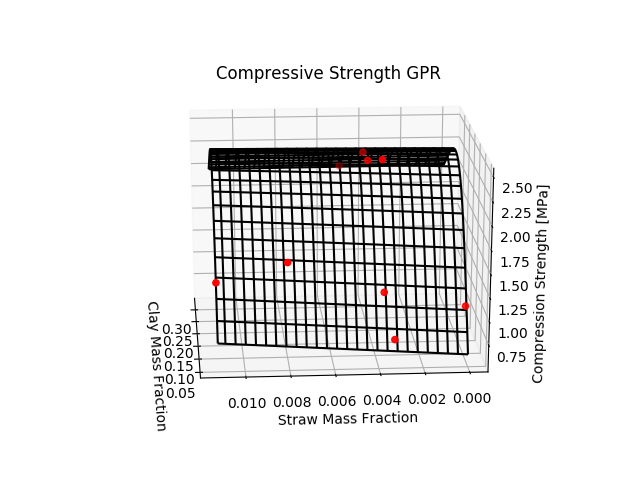 Compressive Strength GPR
2.50
2.25
2.00
1.75
1.50
1.25
1.00
0.75
Compression Strength [MPa]
Clay Mass Fraction
0.30
0.25
0.20
0.15
0.10
0.05
0.010 0.008 0.006 0.004 0.002 0.000
Straw Mass Fraction